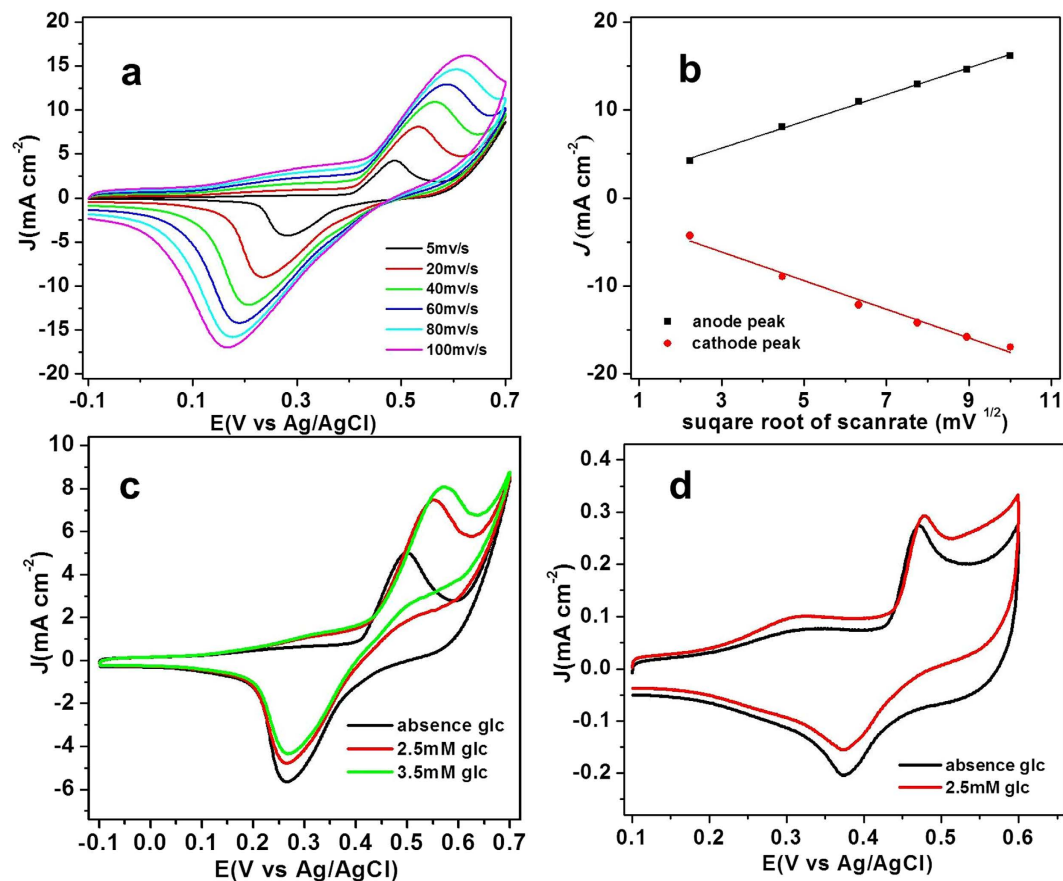 a
J(mA cm-2)
20
15
10
5
0
-5
-10
-15
-20
5mv/s
20mv/s
40mv/s
60mv/s
80mv/s
100mv/s
-0.1 0.1 0.3 0.5 0.7
E(V vs Ag/AgCl)
b
J (mA cm-2)
20
10
0
-10
-20
anode peak
cathode peak
1 3 5 7 9 11
suqare root of scanrate (mV 1/2)
c
J(mA cm-2)
10
8
6
4
2
0
-2
-4
-6
absence glc
2.5mM glc
3.5mM glc
-0.1 0.0 0.1 0.2 0.3 0.4 0.5 0.6 0.7
E(V vs Ag/AgCl)
d
J(mA cm-2)
0.4
0.3
0.2
0.1
0.0
-0.1
-0.2
absence glc
2.5mM glc
0.1 0.2 0.3 0.4 0.5 0.6
E(V vs Ag/AgCl)